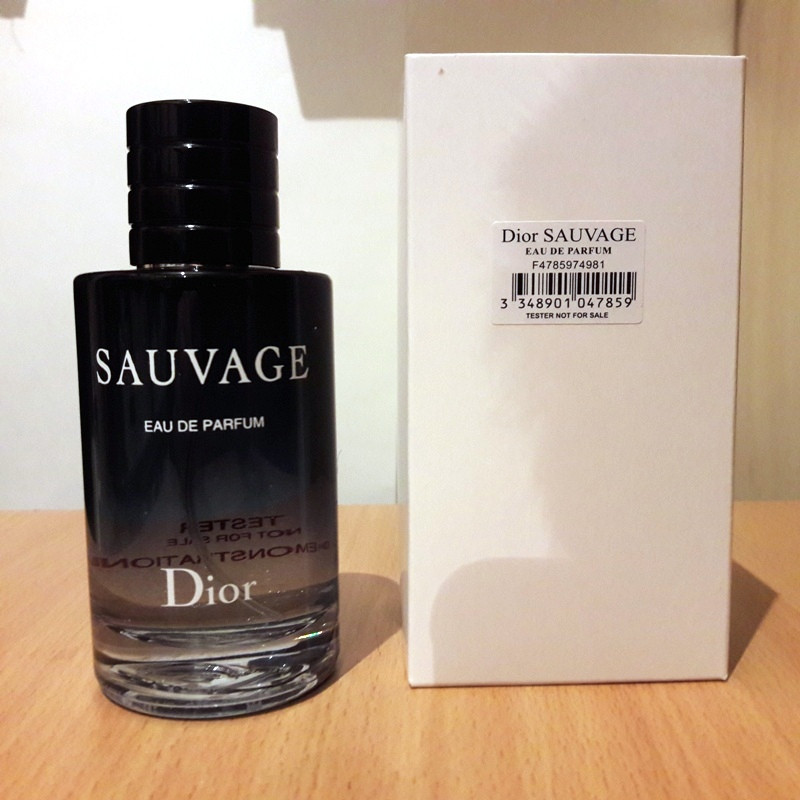 SAUVAGE
EAU DE PARFUM
TESTER
NOT FOR SALE
DEMONSTRATION
Dior
Dior SAUVAGE
EAU DE PARFUM
F4785974981
3 348901 047859
TESTER NOT FOR SALE